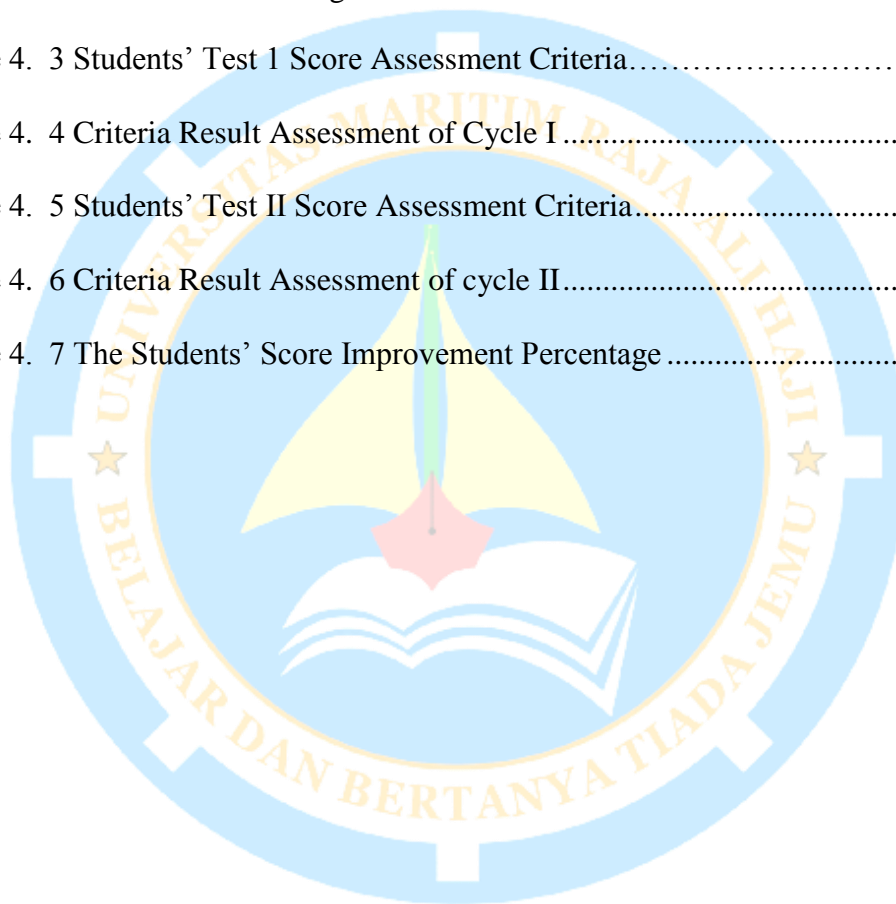 4. 3 Students’ Test 1 Score Assessment Criteria……………………
4. 4 Criteria Result Assessment of Cycle I ..........................................
4. 5 Students’ Test II Score Assessment Criteria.................................
4. 6 Criteria Result Assessment of cycle II..........................................
4. 7 The Students’ Score Improvement Percentage .............................
UNIVERSITAS MARITIM RAJA ALI HAJI
BELAJAR DAN BERTANYA TIADA JEMU